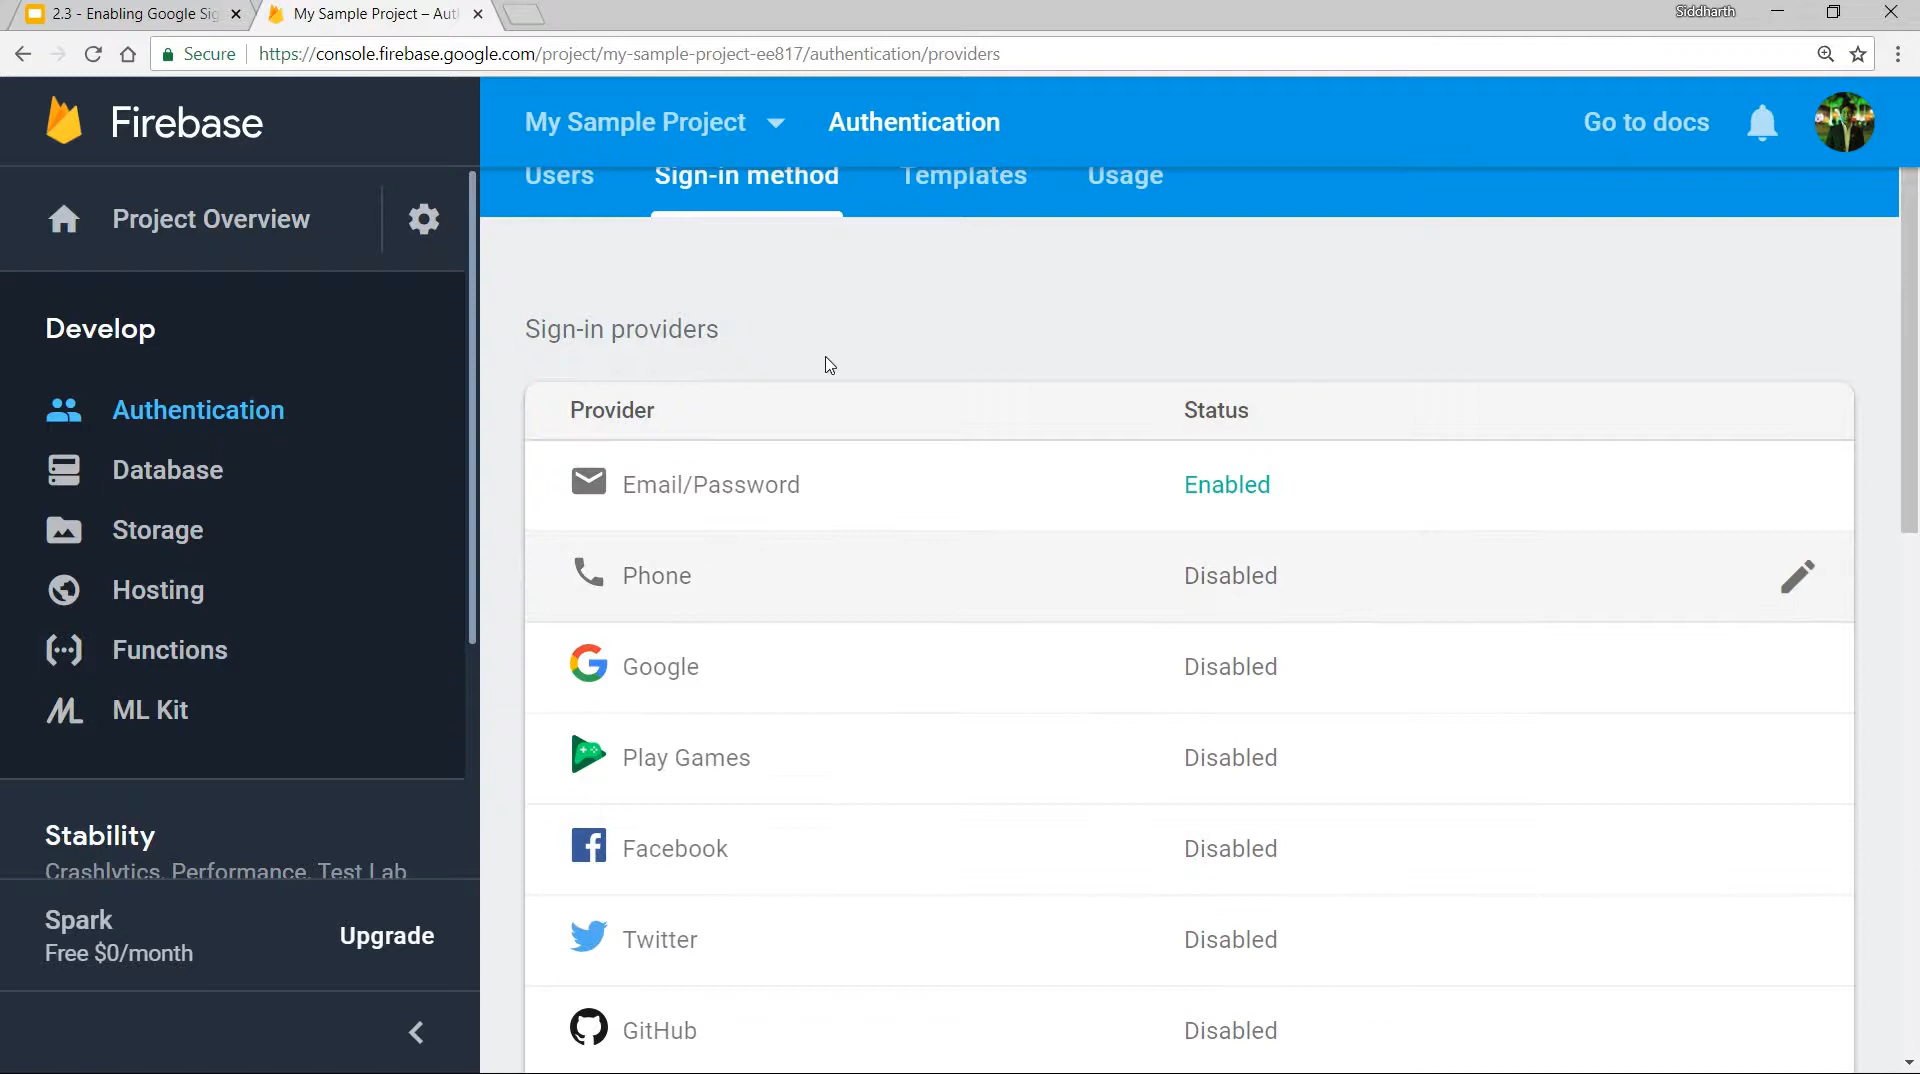 2.3 - Enabling Google Sig
My Sample Project – Aut
Siddharth
Secure
https://console.firebase.google.com/project/my-sample-project-ee817/authentication/providers
Firebase
My Sample Project
Authentication
Go to docs
Users
Sign-in method
Templates
Usage
Project Overview
Develop
Authentication
Database
Storage
Hosting
Functions
ML Kit
Stability
Crashlytics, Performance, Test Lab
Spark
Free $0/month
Upgrade
Sign-in providers
Provider Status
Email/Password Enabled
Phone Disabled
Google Disabled
Play Games Disabled
Facebook Disabled
Twitter Disabled
GitHub Disabled